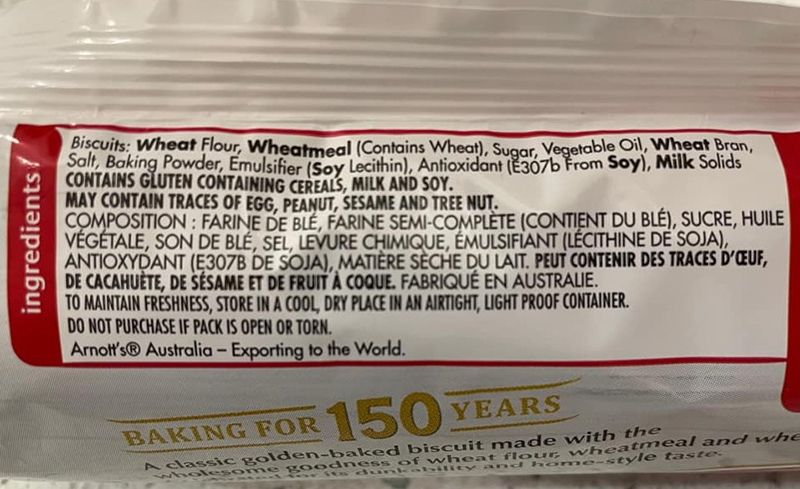 ingredients
Biscuits: Wheat Flour, Wheatmeal (Contains Wheat), Sugar, Vegetable Oil, Wheat Bran,
Salt, Baking Powder, Emulsifier (Soy Lecithin), Antioxidant (E307b From Soy), Milk Solids
CONTAINS GLUTEN CONTAINING CEREALS, MILK AND SOY.
MAY CONTAIN TRACES OF EGG, PEANUT, SESAME AND TREE NUT.
COMPOSITION : FARINE DE BLÉ, FARINE SEMI-COMPLÈTE (CONTIENT DU BLÉ), SUCRE, HUILE
VÉGÉTALE, SON DE BLÉ, SEL, LEVURE CHIMIQUE, ÉMULSIFIANT (LÉCITHINE DE SOJA),
ANTIOXYDANT (E307B DE SOJA), MATIÈRE SÈCHE DU LAIT. PEUT CONTENIR DES TRACES D'ŒUF,
DE CACAHUÈTE, DE SÉSAME ET DE FRUIT À COQUE. FABRIQUÉ EN AUSTRALIE.
TO MAINTAIN FRESHNESS, STORE IN A COOL, DRY PLACE IN AN AIRTIGHT, LIGHT PROOF CONTAINER.
DO NOT PURCHASE IF PACK IS OPEN OR TORN.
Arnott's® Australia – Exporting to the World.
BAKING FOR 150 YEARS
A classic golden-baked biscuit made with the
wholesome goodness of wheat flour, wheatmeal and
for its dunkability and home-style taste.